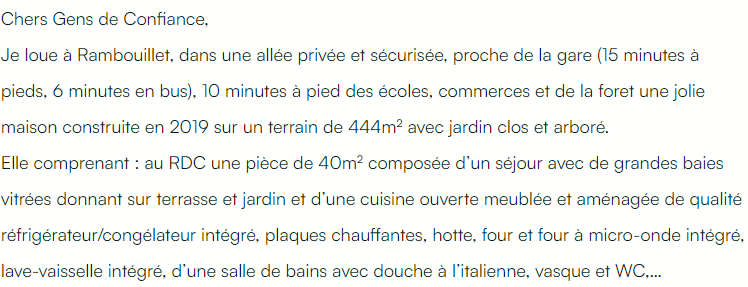 Chers Gens de Confiance,
Je loue à Rambouillet, dans une allée privée et sécurisée, proche de la gare (15 minutes à
pieds, 6 minutes en bus), 10 minutes à pied des écoles, commerces et de la foret une jolie
maison construite en 2019 sur un terrain de 444m² avec jardin clos et arboré.
Elle comprenant : au RDC une pièce de 40m² composée d'un séjour avec de grandes baies
vitrées donnant sur terrasse et jardin et d'une cuisine ouverte meublée et aménagée de qualité
réfrigérateur/congélateur intégré, plaques chauffantes, hotte, four et four à micro-onde intégré,
lave-vaisselle intégré, d'une salle de bains avec douche à l'italienne, vasque et WC,...